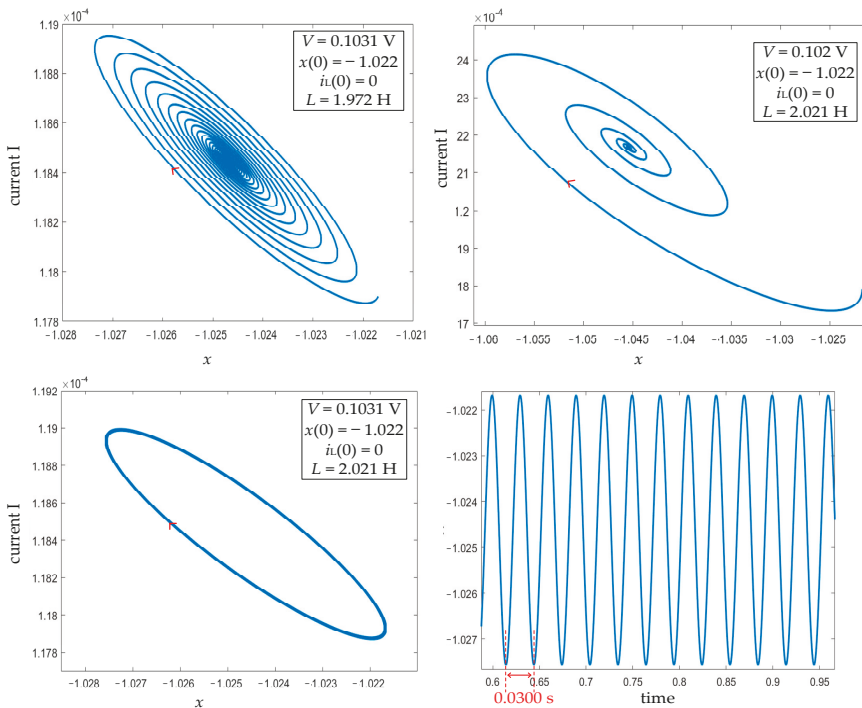 ×10⁻⁴
1.19
1.188
1.186
1.184
1.18
1.178
current I
V = 0.1031 V
x(0) = − 1.022
iL(0) = 0
L = 1.972 H
−1.028 −1.027 −1.026 −1.025 −1.024 −1.023 −1.022 −1.021
x
×10⁻⁴
24
24
22
21
1.2
18
17
current I
V = 0.102 V
x(0) = − 1.022
iL(0) = 0
L = 2.021 H
−1.00 −1.055 −1.05 −1.045 −1.04 −1.035 −1.03 −1.025
x
×10⁻⁴
1.192
1.19
1.188
1.186
1.184
1.182
1.18
1.178
current I
V = 0.1031 V
x(0) = − 1.022
iL(0) = 0
L = 2.021 H
−1.028 −1.027 −1.026 −1.025 −1.024 −1.023 −1.022
x
−1.022
−1.023
−1.024
−1.025
−1.026
−1.027
0.6 0.65 0.7 0.75 0.8 0.85 0.9 0.95
0.0300 s
time